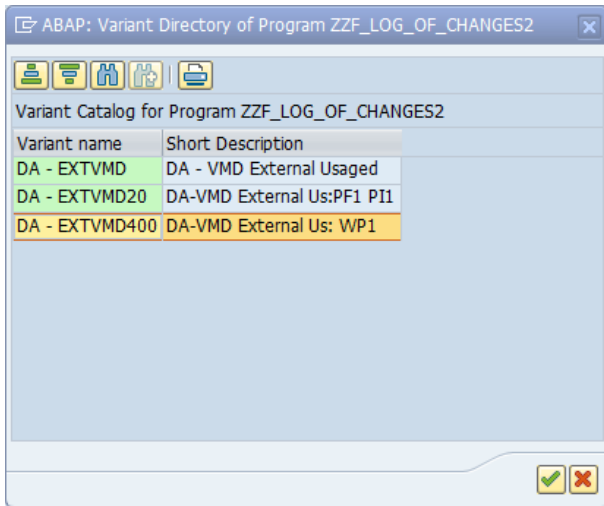 ABAP: Variant Directory of Program ZZF_LOG_OF_CHANGES2
Variant Catalog for Program ZZF_LOG_OF_CHANGES2
Variant name Short Description
DA - EXTVMD DA - VMD External Usaged
DA - EXTVMD20 DA-VMD External Us:PF1 PI1
DA - EXTVMD400 DA-VMD External Us: WP1